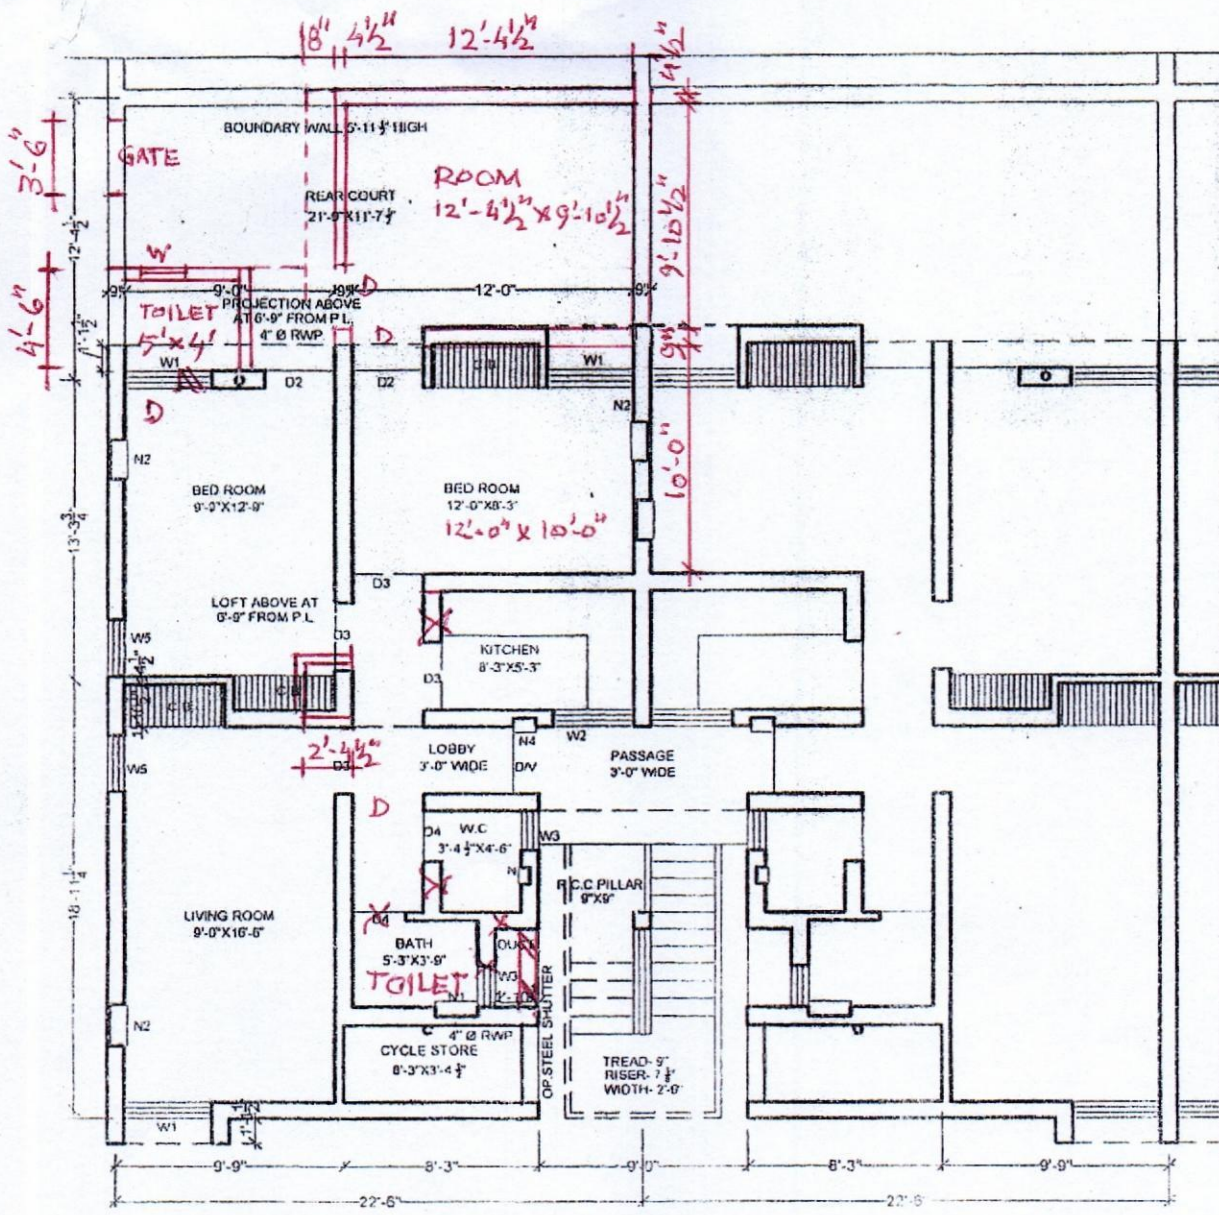 18" 4½" 12'-4½"
4½"
BOUNDARY WALL 5'-11½" HIGH
3'-6"
GATE
ROOM
REAR COURT
12'-4½" X 9'-10½"
21'-9"X11'-7½"
12'-4½"
9'-10½"
W
9" 9'-0" 9" D 12'-0" 9"
PROJECTION ABOVE
TOILET
AT 6'-9" FROM P.L
4'-6"
5' X 4'
4" Ø RWP
D
4'-1½"
9"
W1 C.B W1
D2 D2
D
N2
10'-0"
N2
BED ROOM
9'-0"X12'-9"
BED ROOM
12'-0"X8'-3"
12'-0" X 10'-0"
13'-3¾"
D3
LOFT ABOVE AT
6'-9" FROM P.L
W5
D3
KITCHEN
8'-3"X5'-3"
4½"
D3
C.B
C.B
2'-4½"
W5
D3
LOBBY
3'-0" WIDE
N4
D/V
W2
PASSAGE
3'-0" WIDE
D
D4
W.C
3'-4½"X4'-6"
W3
N
R.C.C PILLAR
9"X9"
18'-11¼"
LIVING ROOM
9'-0"X16'-6"
D4
BATH
5'-3"X3'-9"
DUCT
TOILET
W3
N1
N2
4" Ø RWP
CYCLE STORE
8'-3"X3'-4½"
OP.STEEL SHUTTER
TREAD- 9"
RISER- 7½"
WIDTH- 2'-6"
W1
9'-9" 8'-3" 9'-0" 8'-3" 9'-9"
22'-6" 22'-6"